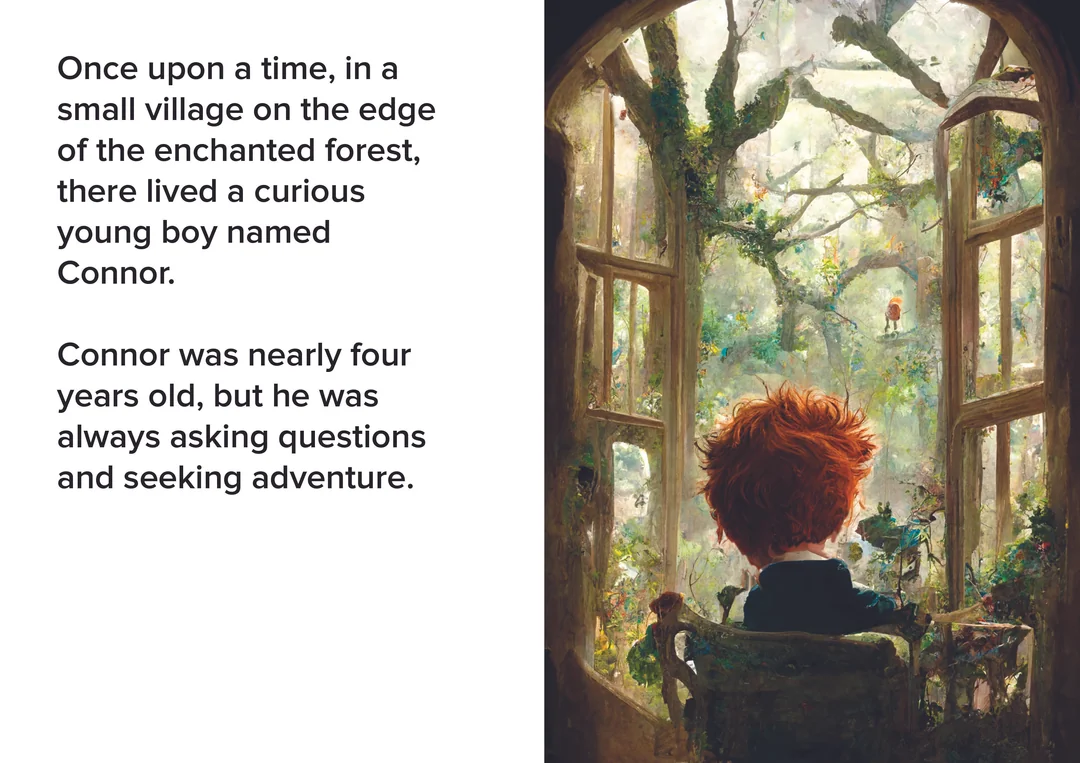 Once upon a time, in a
small village on the edge
of the enchanted forest,
there lived a curious
young boy named
Connor.
Connor was nearly four
years old, but he was
always asking questions
and seeking adventure.